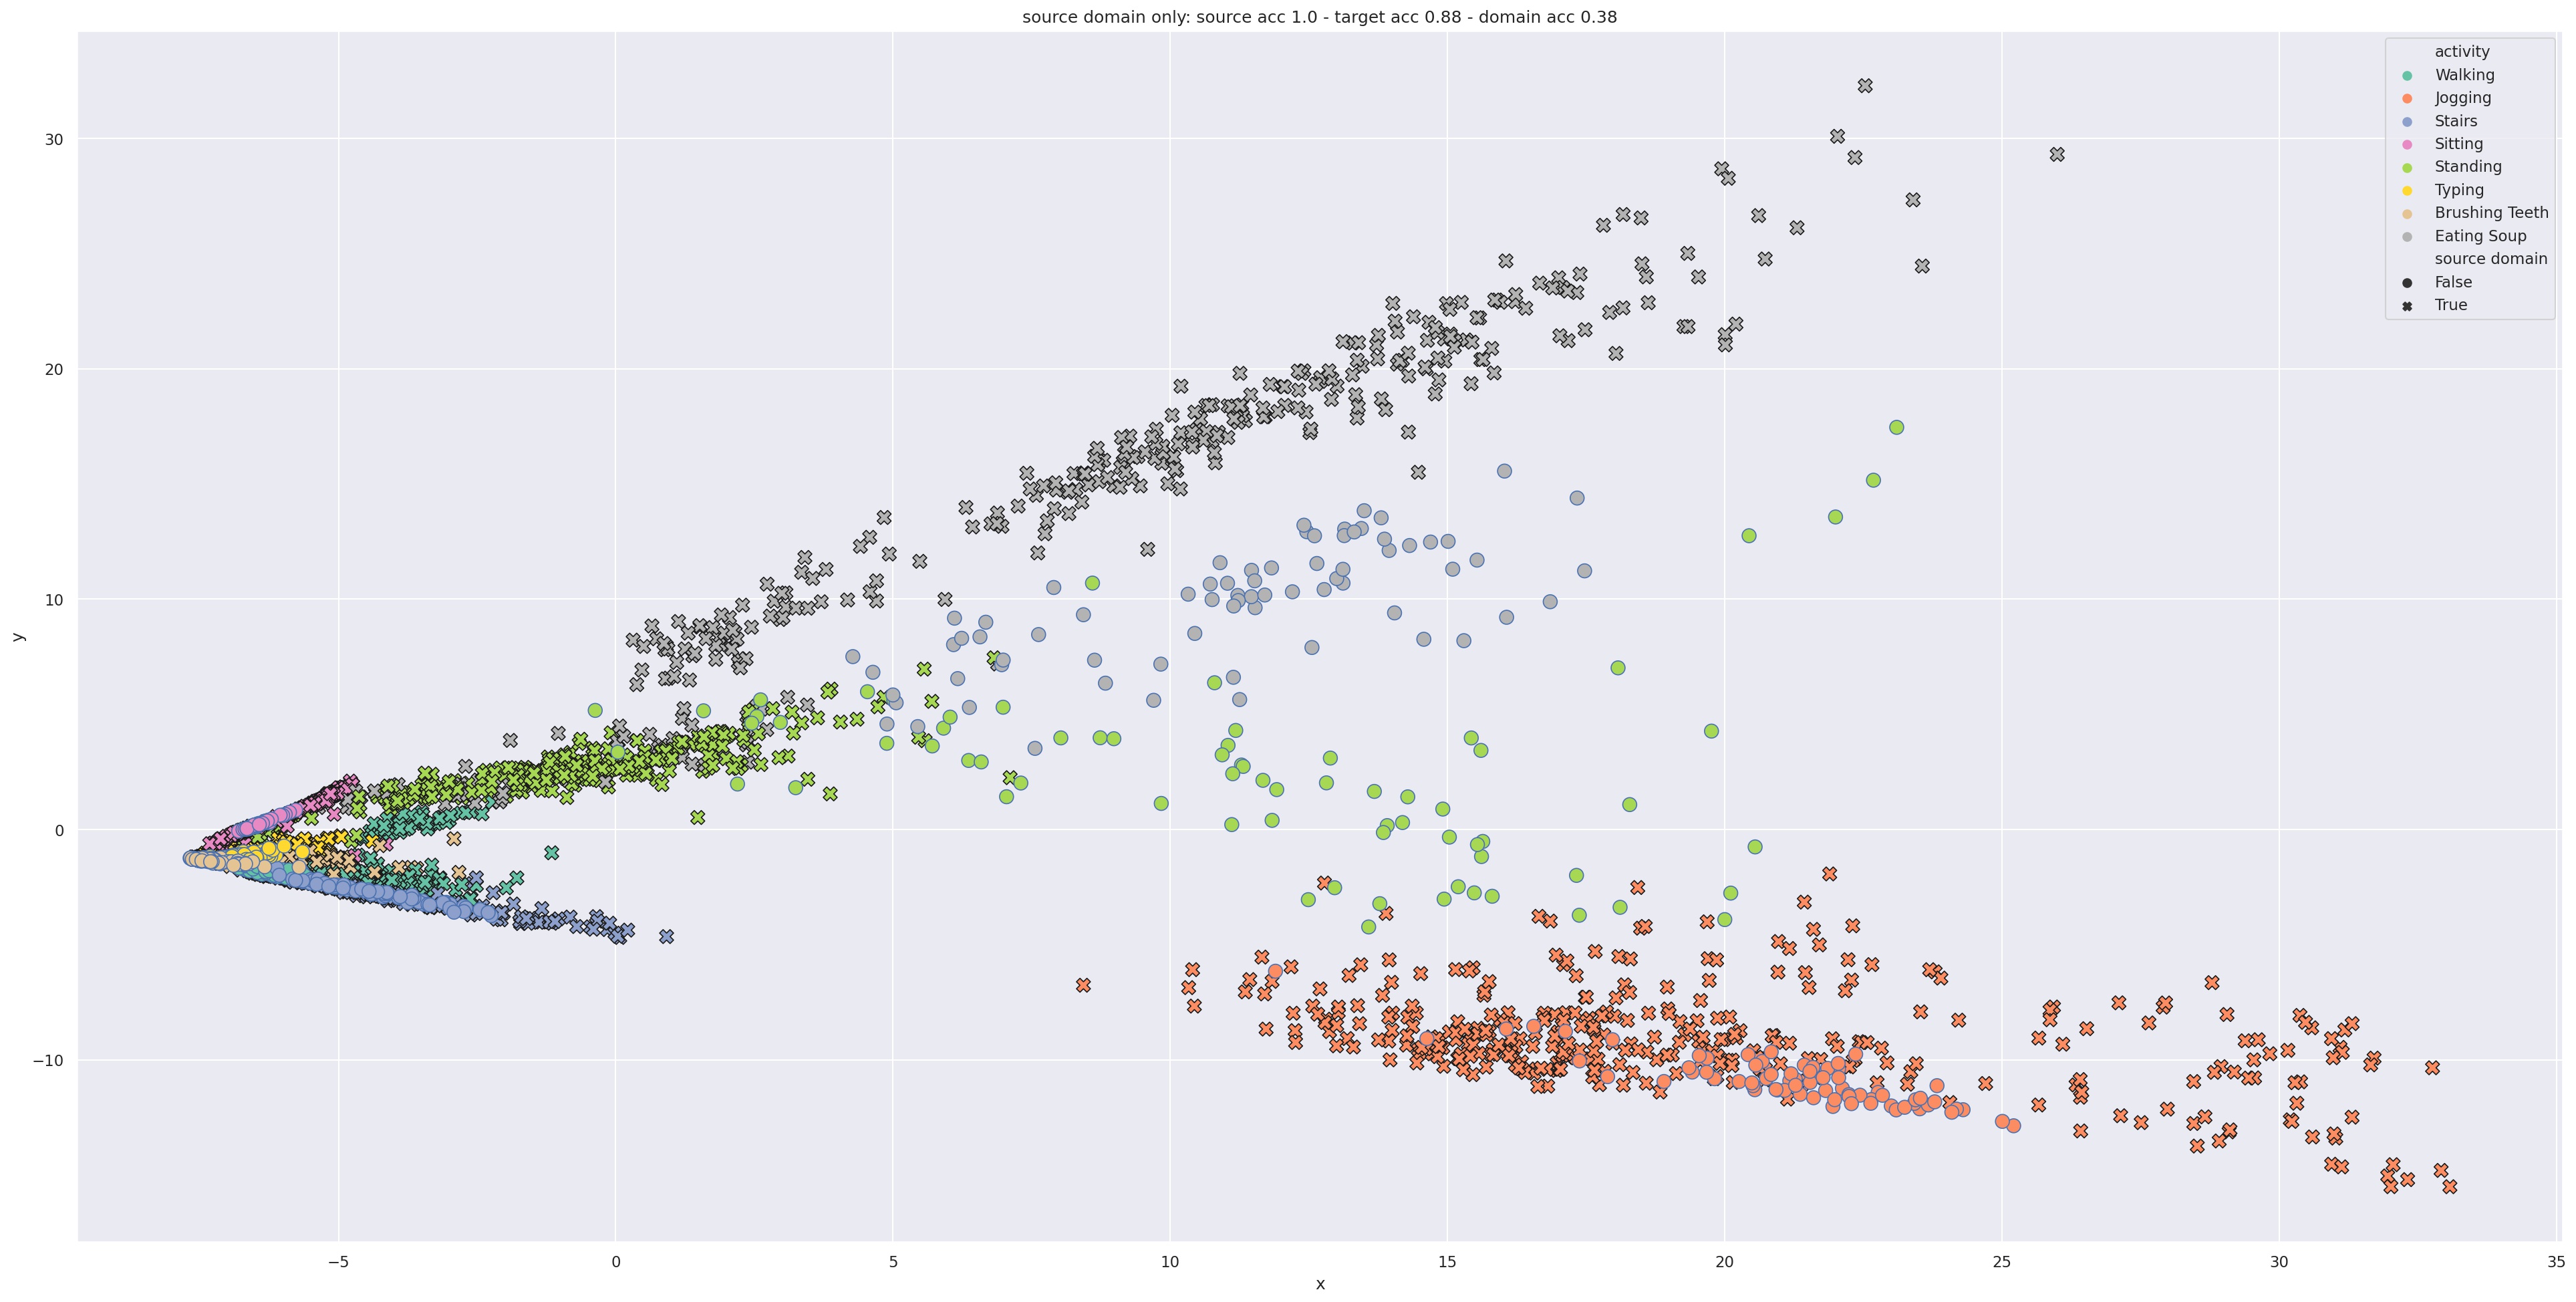 source domain only: source acc 1.0 - target acc 0.88 - domain acc 0.38
activity
Walking
Jogging
Stairs
Sitting
Standing
Typing
Brushing Teeth
Eating Soup
source domain
False
True
30
20
10
0
−10
y
−5
0
5
10
15
20
25
30
35
x